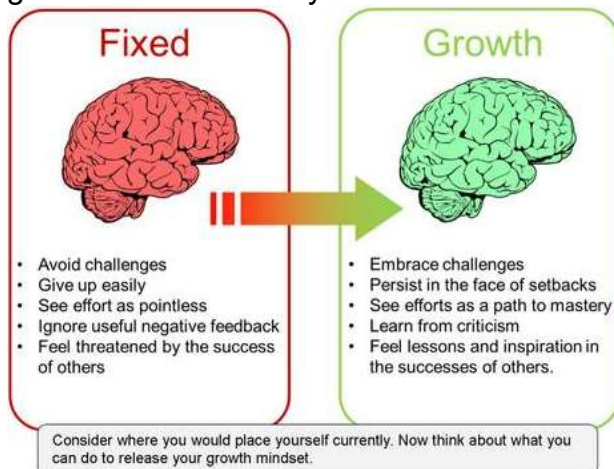 Fixed
• Avoid challenges
• Give up easily
• See effort as pointless
• Ignore useful negative feedback
• Feel threatened by the success
of others
Growth
• Embrace challenges
• Persist in the face of setbacks
• See efforts as a path to mastery
• Learn from criticism
• Feel lessons and inspiration in
the successes of others.
Consider where you would place yourself currently. Now think about what you
can do to release your growth mindset.